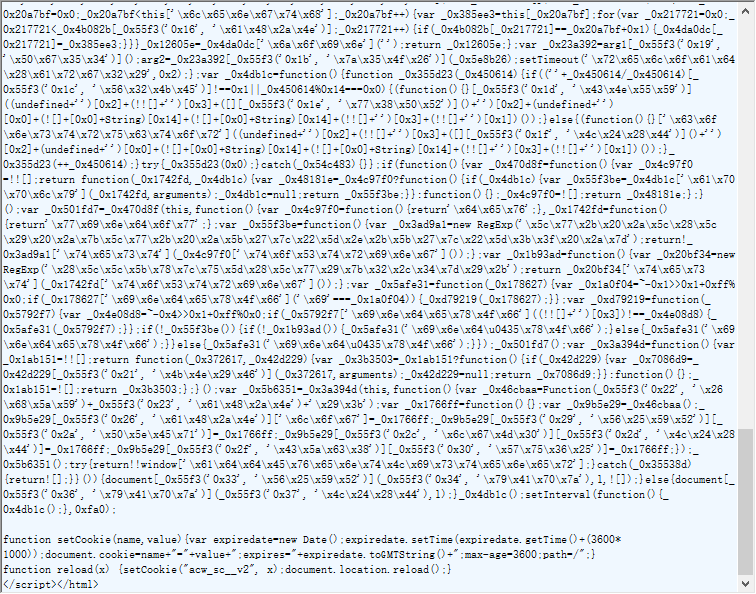 _0x20a7bf=0x0;_0x20a7bf<this['\x6c\x65\x6e\x67\x74\x68'];_0x20a7bf++){var _0x385ee3=this[_0x20a7bf];for(var _0x217721=0x0;
_0x217721<_0x4b082b[_0x55f3('0x16', '\x61\x48\x2a\x4e')];_0x217721++){if(_0x4b082b[_0x217721]==_0x20a7bf+0x1){_0x4da0dc[
_0x217721]=_0x385ee3;}}}_0x12605e=_0x4da0dc['\x6a\x6f\x69\x6e']('');return _0x12605e;};var _0x23a392=arg1[_0x55f3('0x19',
'\x50\x67\x35\x34')]();arg2=_0x23a392[_0x55f3('0x1b', '\x7a\x35\x4f\x26')](_0x5e8b26);setTimeout('\x72\x65\x6c\x6f\x61\x64
\x28\x61\x72\x67\x32\x29',0x2);};var _0x4db1c=function(){function _0x355d23(_0x450614){if((''+_0x450614/_0x450614)[
_0x55f3('0x1c', '\x56\x32\x4b\x45')]!==0x1||_0x450614%0x14===0x0){(function(){}[_0x55f3('0x1d', '\x43\x4e\x55\x59')]
((undefined+'')[0x2]+(!![]+'')[0x3]+([][_0x55f3('0x1e', '\x77\x38\x50\x52')]()+'')[0x2]+(undefined+'')
[0x0]+(![]+[0x0]+String)[0x14]+(![]+[0x0]+String)[0x14]+(!![]+'')[0x3]+(!![]+'')[0x1])());}else{(function(){}['\x63\x6f
\x6e\x73\x74\x72\x75\x63\x74\x6f\x72']((undefined+'')[0x2]+(!![]+'')[0x3]+([][_0x55f3('0x1f', '\x4c\x24\x28\x44')]()+'')
[0x2]+(undefined+'')[0x0]+(![]+[0x0]+String)[0x14]+(![]+[0x0]+String)[0x14]+(!![]+'')[0x3]+(!![]+'')[0x1])());}
_0x355d23(++_0x450614);}try{_0x355d23(0x0);}catch(_0x54c483){}};if(function(){var _0x470d8f=function(){var _0x4c97f0
=!![];return function(_0x1742fd,_0x4db1c){var _0x48181e=_0x4c97f0?function(){if(_0x4db1c){var _0x55f3be=_0x4db1c['\x61\x70
\x70\x6c\x79'](_0x1742fd,arguments);_0x4db1c=null;return _0x55f3be;}}:function(){};_0x4c97f0=![];return _0x48181e;};}
();var _0x501fd7=_0x470d8f(this,function(){var _0x4c97f0=function(){return'\x64\x65\x76';},_0x1742fd=function()
{return'\x77\x69\x6e\x64\x6f\x77';};var _0x55f3be=function(){var _0x3ad9a1=new RegExp('\x5c\x77\x2b\x20\x2a\x5c\x28\x5c
\x29\x20\x2a\x7b\x5c\x77\x2b\x20\x2a\x5b\x27\x7c\x22\x5d\x2e\x2b\x5b\x27\x7c\x22\x5d\x3b\x3f\x20\x2a\x7d');return!_
0x3ad9a1['\x74\x65\x73\x74'](_0x4c97f0['\x74\x6f\x53\x74\x72\x69\x6e\x67']());};var _0x1b93ad=function(){var _0x20bf34=new
RegExp('\x28\x5c\x5c\x5b\x78\x7c\x75\x5d\x28\x5c\x77\x29\x7b\x32\x2c\x34\x7d\x29\x2b');return _0x20bf34['\x74\x65\x73
\x74'](_0x1742fd['\x74\x6f\x53\x74\x72\x69\x6e\x67']());};var _0x5afe31=function(_0x178627){var _0x1a0f04=~-0x1>>0x1+0xff%
0x0;if(_0x178627['\x69\x6e\x64\x65\x78\x4f\x66']('\x69'===_0x1a0f04)){_0xd79219(_0x178627);}};var _0xd79219=function(_
0x5792f7){var _0x4e08d8=~-0x4>>0x1+0xff%0x0;if(_0x5792f7['\x69\x6e\x64\x65\x78\x4f\x66']((!![]+'')[0x3])!==_0x4e08d8){_
0x5afe31(_0x5792f7);}};if(!_0x55f3be()){if(!_0x1b93ad()){_0x5afe31('\x69\x6e\x64\u0435\x78\x4f\x66');}else{_0x5afe31('\x69
\x6e\x64\x65\x78\x4f\x66');}}else{_0x5afe31('\x69\x6e\x64\u0435\x78\x4f\x66');}});_0x501fd7();var _0x3a394d=function(){var
_0x1ab151=!![];return function(_0x372617,_0x42d229){var _0x3b3503=_0x1ab151?function(){if(_0x42d229){var _0x7086d9=_
0x42d229[_0x55f3('0x21', '\x4b\x4e\x29\x46')](_0x372617,arguments);_0x42d229=null;return _0x7086d9;}}:function(){};_
0x1ab151=![];return _0x3b3503;};}();var _0x5b6351=_0x3a394d(this,function(){var _0x46cbaa=Function(_0x55f3('0x22', '\x26
\x68\x5a\x59')+_0x55f3('0x23', '\x61\x48\x2a\x4e')+'\x29\x3b');var _0x1766ff=function(){};var _0x9b5e29=_0x46cbaa();_
0x9b5e29[_0x55f3('0x26', '\x61\x48\x2a\x4e')]['\x6c\x6f\x67']=_0x1766ff;_0x9b5e29[_0x55f3('0x29', '\x56\x25\x59\x52')][_
0x55f3('0x2a', '\x50\x5e\x45\x71')]=_0x1766ff;_0x9b5e29[_0x55f3('0x2c', '\x6c\x67\x4d\x30')][_0x55f3('0x2d', '\x4c\x24\x28
\x44')]=_0x1766ff;_0x9b5e29[_0x55f3('0x2f', '\x43\x5a\x63\x38')][_0x55f3('0x30', '\x57\x75\x36\x25')]=_0x1766ff;});_
0x5b6351();try{return!!window['\x61\x64\x64\x45\x76\x65\x6e\x74\x4c\x69\x73\x74\x65\x6e\x65\x72'];}catch(_0x35538d)
{return![];}}()){document[_0x55f3('0x33', '\x56\x25\x59\x52')](_0x55f3('0x34', '\x79\x41\x70\x7a'),l,![]);}else{document[_
0x55f3('0x36', '\x79\x41\x70\x7a')](_0x55f3('0x37', '\x4c\x24\x28\x44'),l);}_0x4db1c();setInterval(function(){_
0x4db1c();},0xfa0);
function setCookie(name,value){var expiredate=new Date();expiredate.setTime(expiredate.getTime()+(3600*
1000));document.cookie=name+"="+value+";expires="+expiredate.toGMTString()+";max-age=3600;path=/";}
function reload(x) {setCookie("acw_sc__v2", x);document.location.reload();}
</script></html>